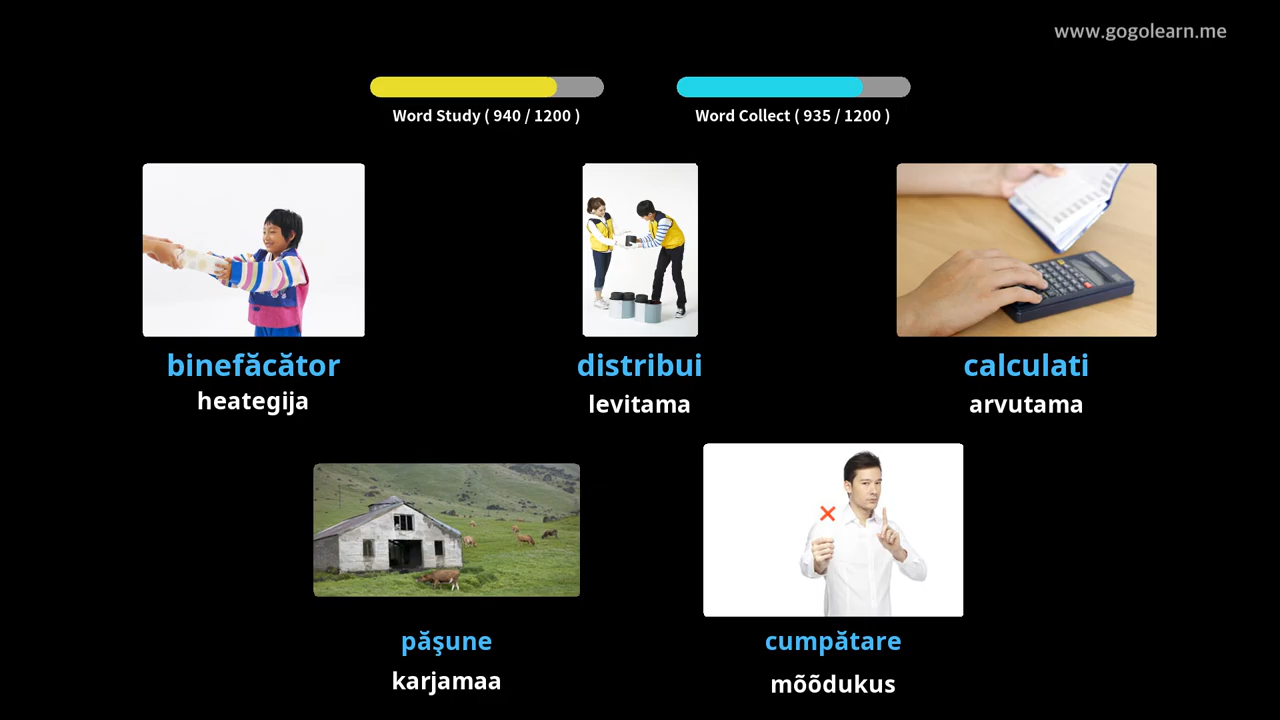 www.gogolearn.me
Word Study ( 940 / 1200 )
Word Collect ( 935 / 1200 )
binefăcător
distribui
calculati
heategija
levitama
arvutama
păşune
cumpătare
karjamaa
mõõdukus